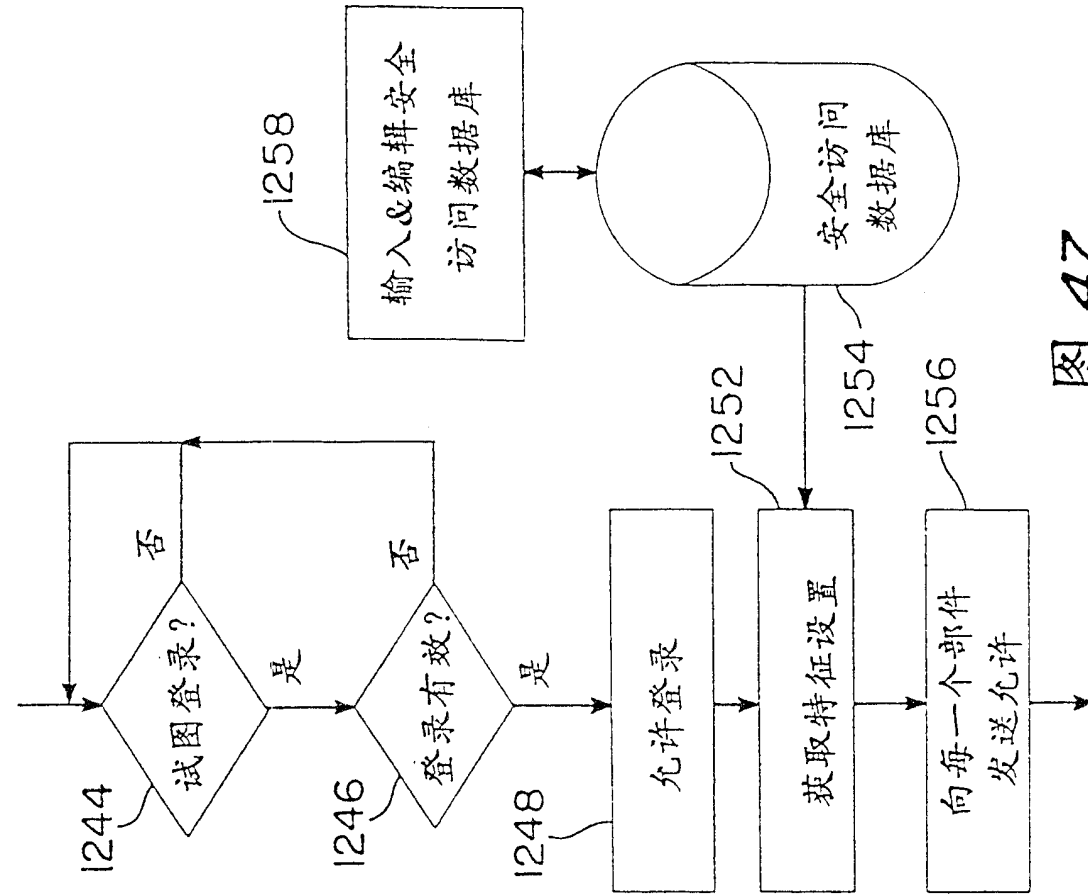 1244
试图登录?
否
是
1246
登录有效?
否
是
1248
允许登录
1252
获取特征设置
1256
向每一个部件
发送允许
1258
输入&编辑安全
访问数据库
安全访问
数据库
1254
图 47